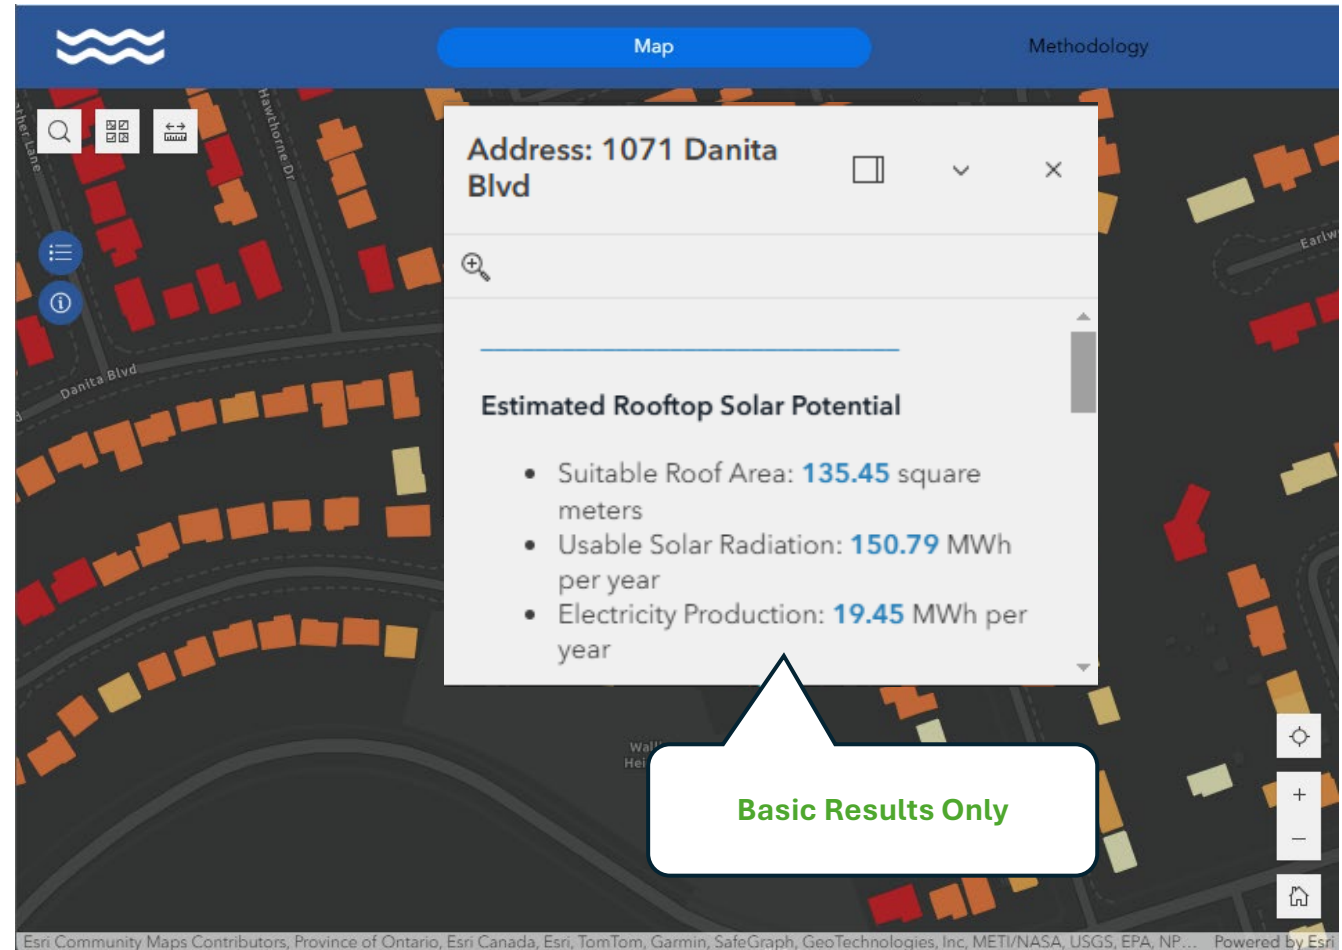 Map
Methodology
Hawthorne Dr
Address: 1071 Danita
Blvd
Danita Blvd
Estimated Rooftop Solar Potential
• Suitable Roof Area: 135.45 square
meters
• Usable Solar Radiation: 150.79 MWh
per year
• Electricity Production: 19.45 MWh per
year
Basic Results Only
Esri Community Maps Contributors, Province of Ontario, Esri Canada, Esri, TomTom, Garmin, SafeGraph, GeoTechnologies, Inc, METI/NASA, USGS, EPA, NP... Powered by Esri